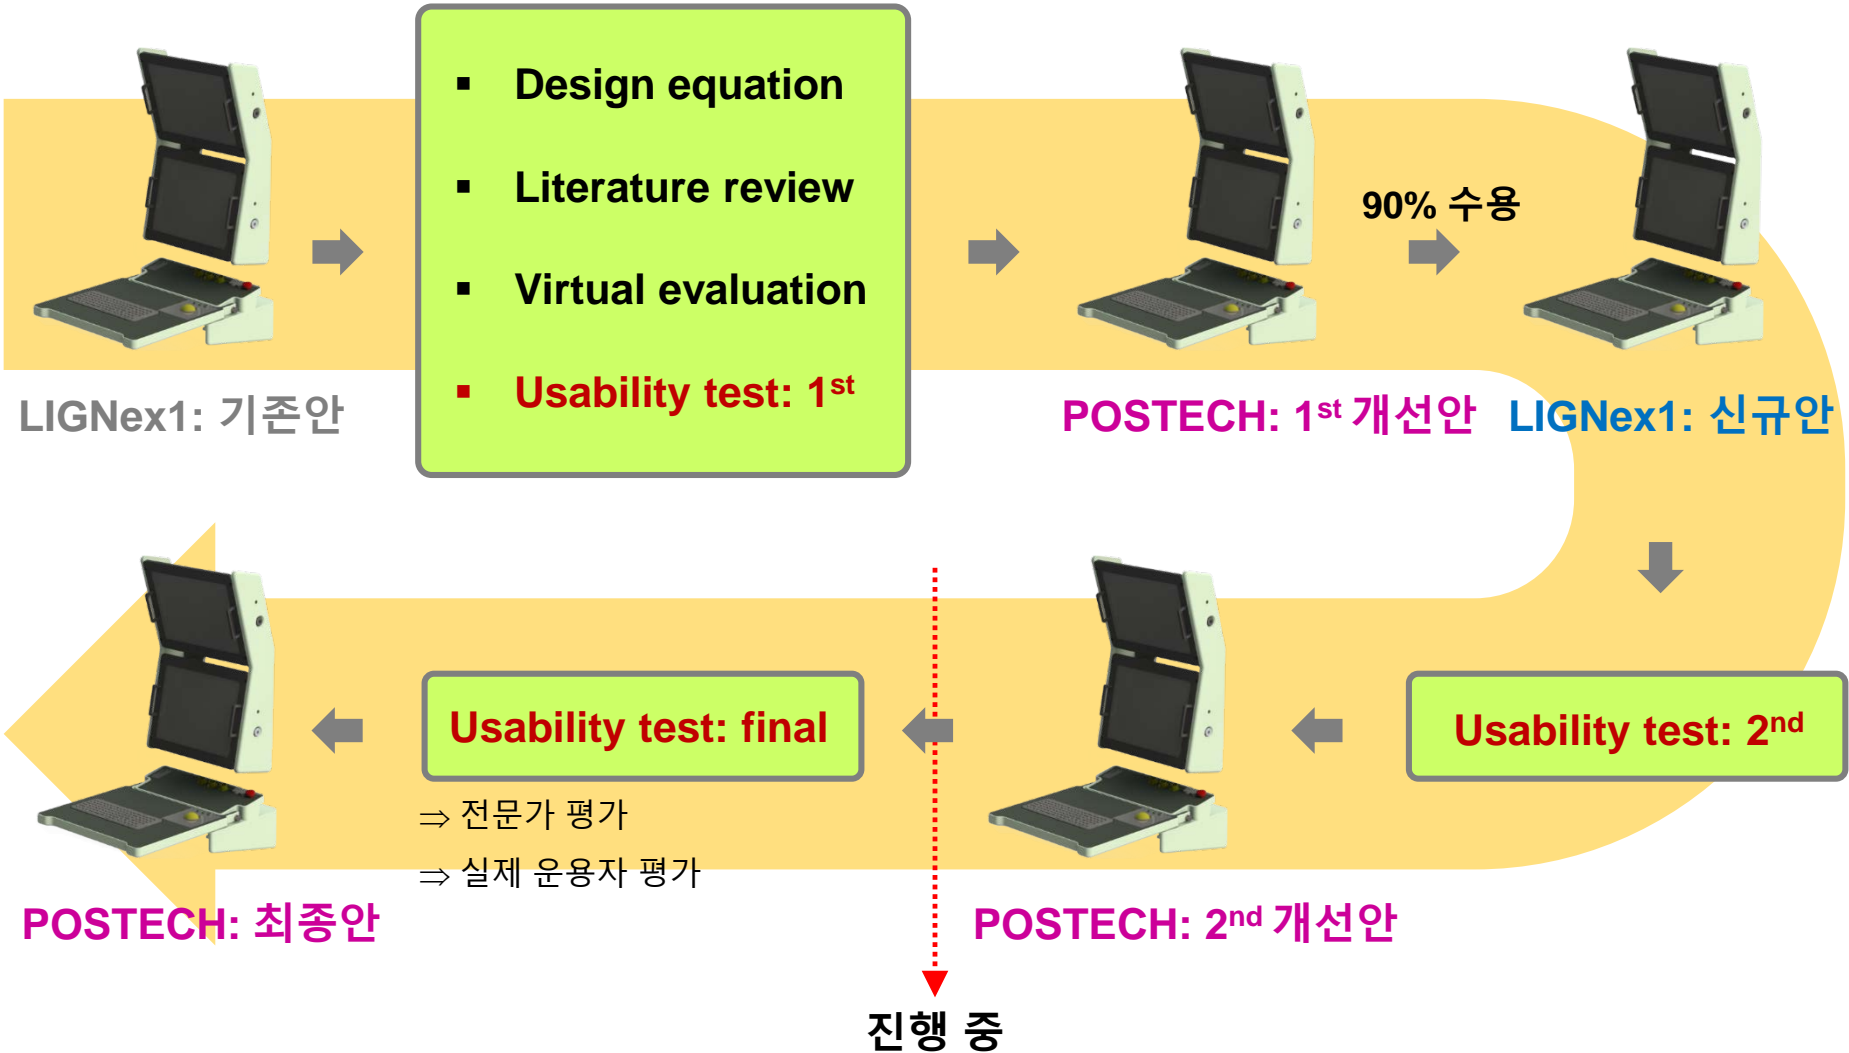 ▪ Design equation
▪ Literature review
▪ Virtual evaluation
▪ Usability test: 1st
90% 수용
LIGNex1: 기존안
POSTECH: 1st 개선안
LIGNex1: 신규안
Usability test: 2nd
Usability test: final
⇒ 전문가 평가
⇒ 실제 운용자 평가
POSTECH: 2nd 개선안
POSTECH: 최종안
진행 중